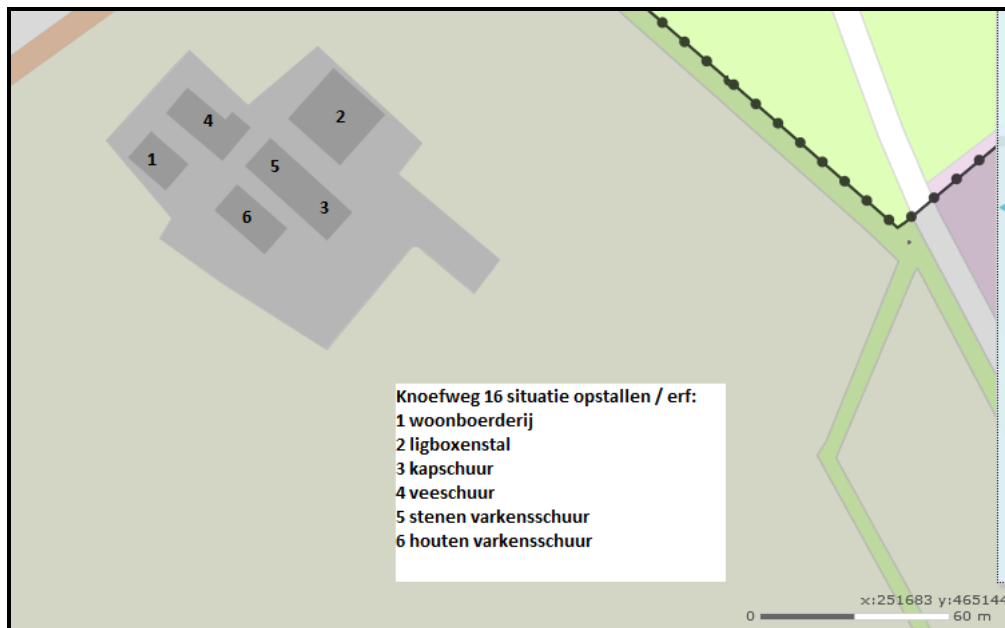 4
2
1
5
3
6
Knoefweg 16 situatie opstallen / erf:
1 woonboerderij
2 ligboxenstal
3 kapschuur
4 veeschuur
5 stenen varkensschuur
6 houten varkensschuur
x:251683 y:465144
0 60 m